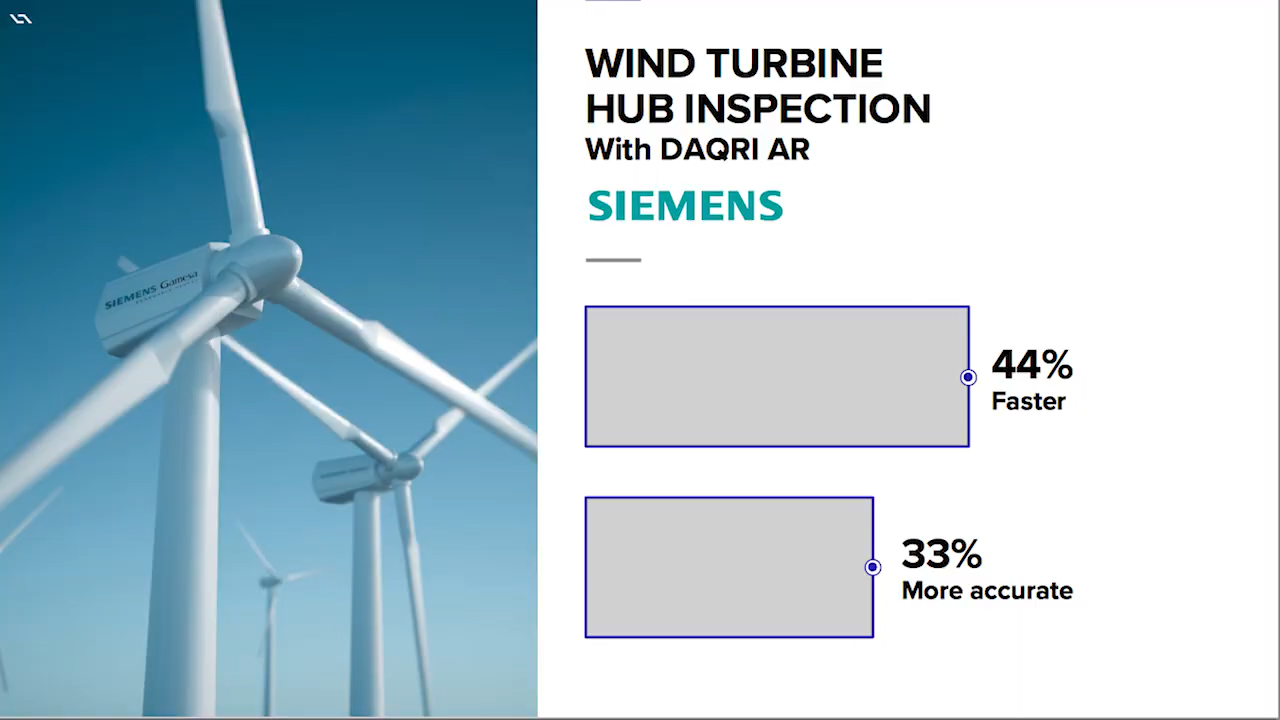 WIND TURBINE
HUB INSPECTION
With DAQRI AR
SIEMENS
SIEMENS Gamesa
44%
Faster
33%
More accurate